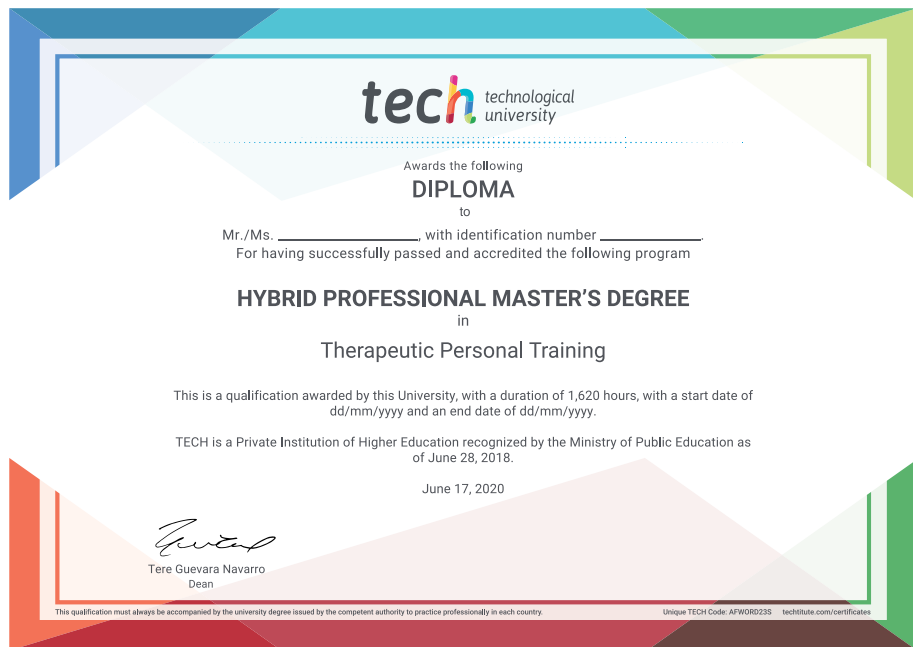 tech technological
university
Awards the following
DIPLOMA
to
Mr./Ms. ____________________, with identification number ______________.
For having successfully passed and accredited the following program
HYBRID PROFESSIONAL MASTER'S DEGREE
in
Therapeutic Personal Training
This is a qualification awarded by this University, with a duration of 1,620 hours, with a start date of
dd/mm/yyyy and an end date of dd/mm/yyyy.
TECH is a Private Institution of Higher Education recognized by the Ministry of Public Education as
of June 28, 2018.
June 17, 2020
Tere Guevara Navarro
Dean
This qualification must always be accompanied by the university degree issued by the competent authority to practice professionally in each country. Unique TECH Code: AFWORD23S techtitute.com/certificates